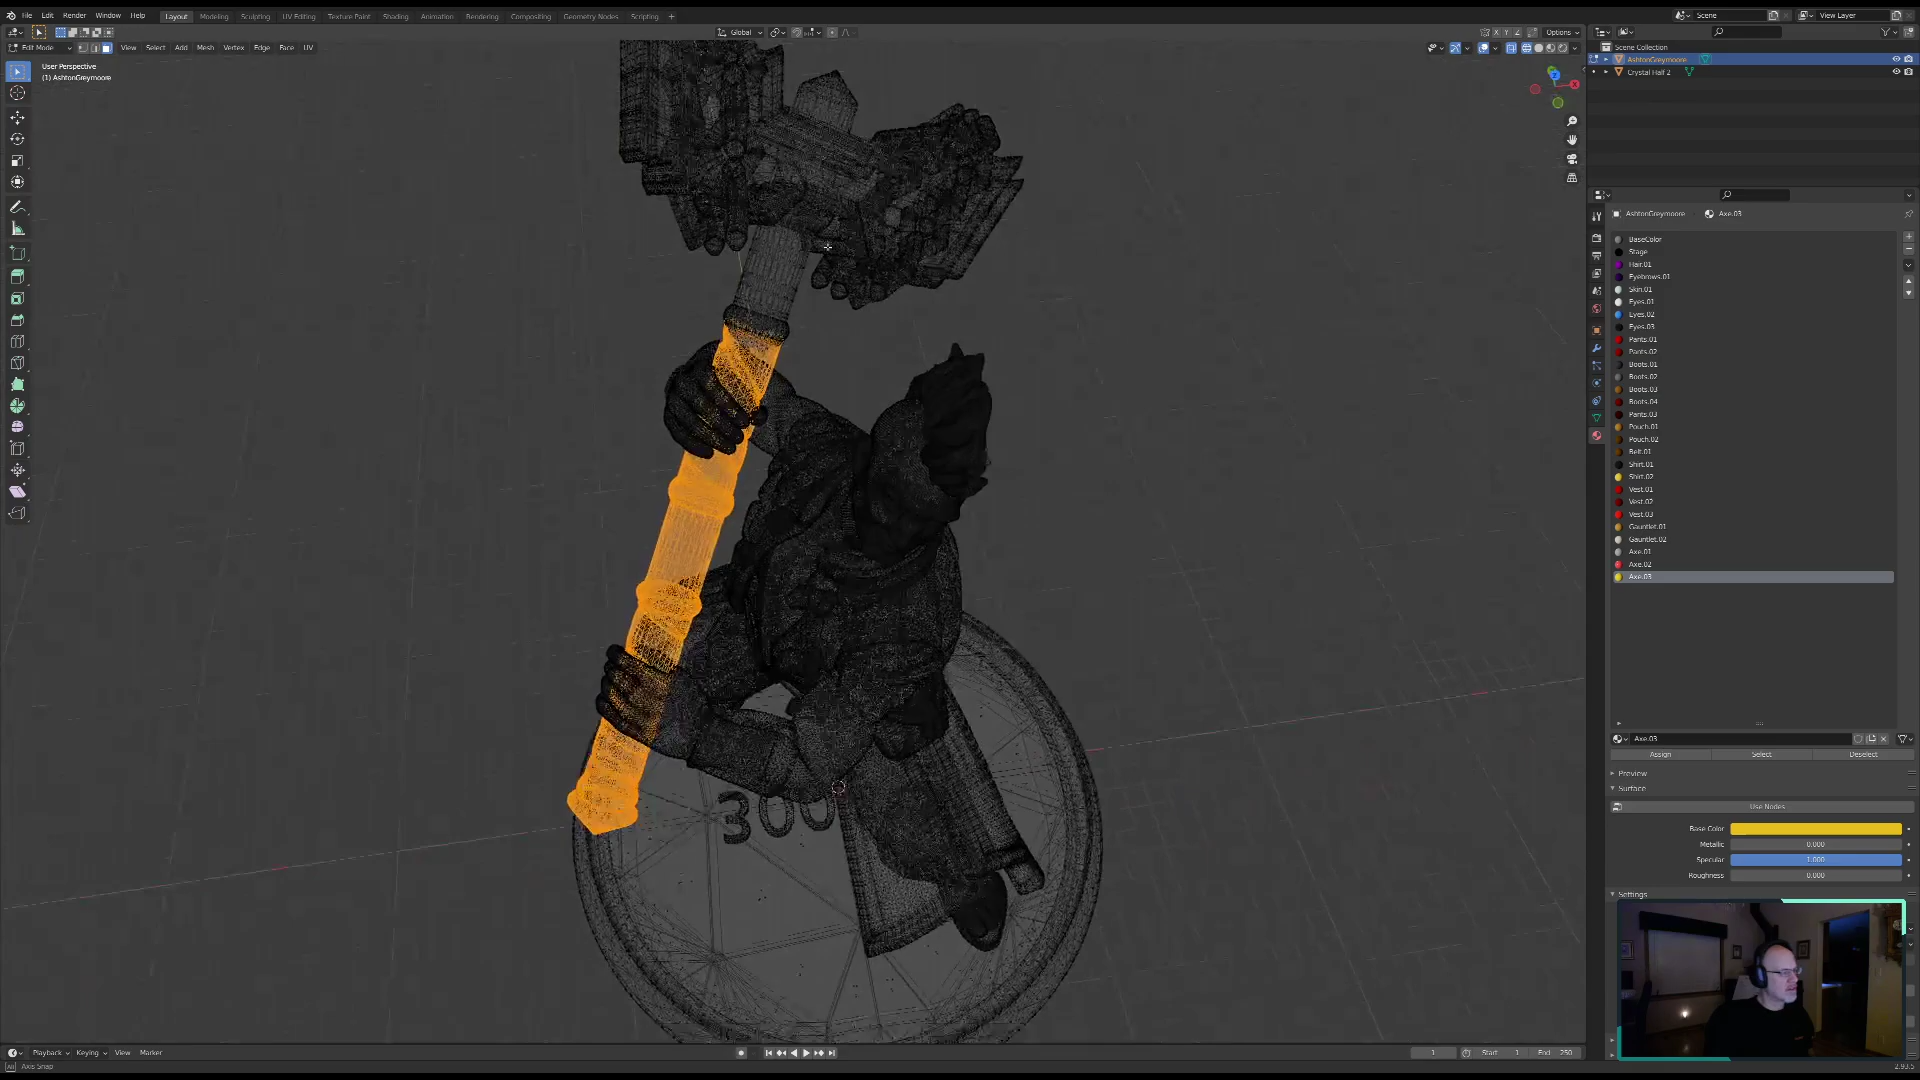 File Edit Render Window Help Layout Modeling Sculpting UV Editing Texture Paint Shading Animation Rendering Compositing Geometry Nodes Scripting + Scene View Layer
Global Options
Edit Mode View Select Add Mesh Vertex Edge Face UV
Scene Collection
User Perspective
(1) AshtonGreymoore
AshtonGreymoore
Crystal Half 2
AshtonGreymoore Axe.03
BaseColor
Stage
Hair.01
Eyebrows.01
Skin.01
Eyes.01
Eyes.02
Eyes.03
Pants.01
Pants.02
Boots.01
Boots.02
Boots.03
Boots.04
Pants.03
Pouch.01
Pouch.02
Belt.01
Shirt.01
Shirt.02
Vest.01
Vest.02
Vest.03
Gauntlet.01
Gauntlet.02
Axe.01
Axe.02
Axe.03
Axe.03
Assign Select Deselect
Preview
Surface
Use Nodes
Base Color
Metallic 0.000
Specular 1.000
Roughness 0.000
Settings
300
Playback Keying View Marker 1 Start 1 End 250
Axis Snap 2.93.5